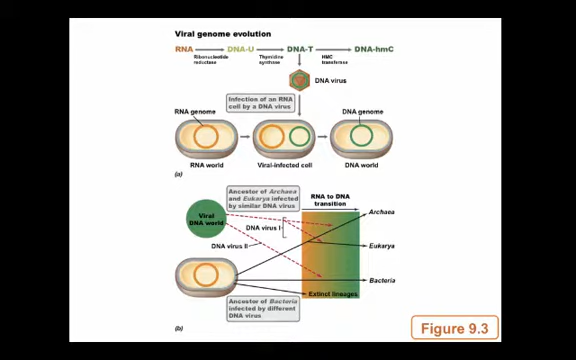 Viral genome evolution
RNA DNA-U DNA-T DNA-hmC
Ribonucleotide
reductase
Thymidine
synthase
HMC
transferase
DNA virus
Infection of an RNA
cell by a DNA virus
RNA genome
DNA genome
RNA world
Viral-infected cell
DNA world
(a)
Ancestor of Archaea
and Eukarya infected
by similar DNA virus
RNA to DNA
transition
Viral
DNA world
DNA virus I
DNA virus II
Archaea
Eukarya
Bacteria
Extinct lineages
Ancestor of Bacteria
infected by different
DNA virus
(b)
Figure 9.3